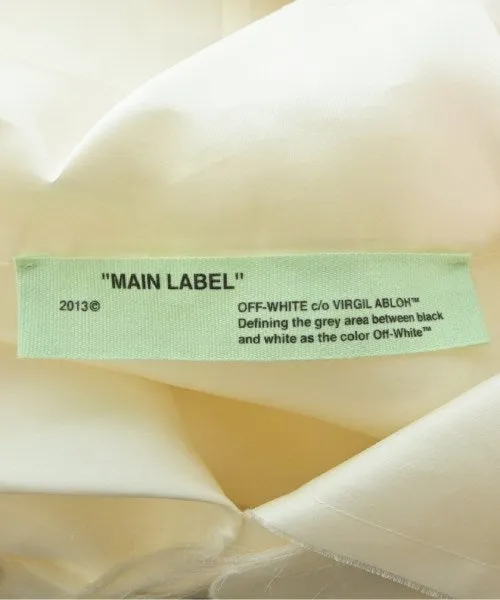 "MAIN LABEL"
2013©
OFF-WHITE c/o VIRGIL ABLOH™
Defining the grey area between black
and white as the color Off-White™